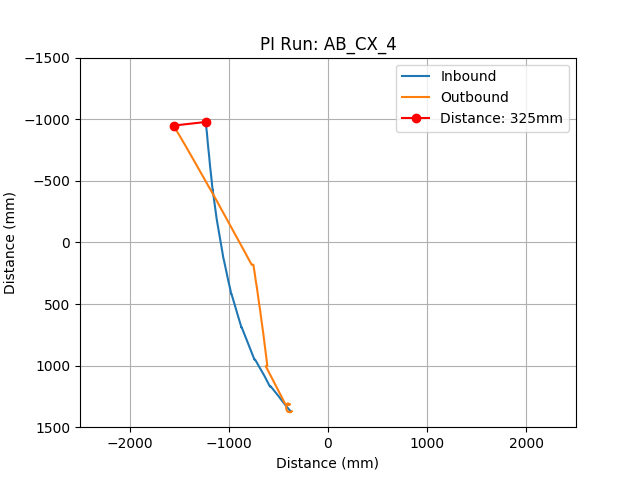 PI Run: AB_CX_4
Inbound
Outbound
Distance: 325mm
−1500
−1000
−500
0
500
1000
1500
Distance (mm)
−2000
−1000
0
1000
2000
Distance (mm)